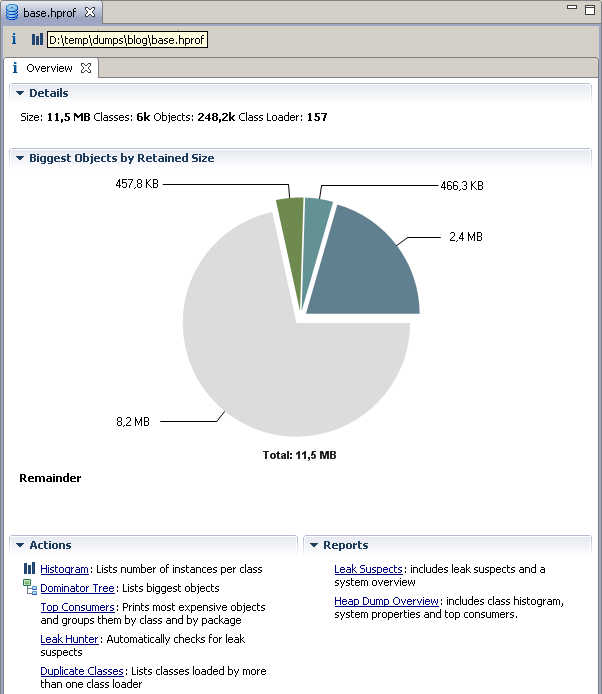 base.hprof
D:\temp\dumps\blog\base.hprof
Overview
Details
Size: 11,5 MB Classes: 6k Objects: 248,2k Class Loader: 157
Biggest Objects by Retained Size
457,8 KB
466,3 KB
2,4 MB
8,2 MB
Total: 11,5 MB
Remainder
Actions
Histogram: Lists number of instances per class
Dominator Tree: Lists biggest objects
Top Consumers: Prints most expensive objects
and groups them by class and by package
Leak Hunter: Automatically checks for leak
suspects
Duplicate Classes: Lists classes loaded by more
than one class loader
Reports
Leak Suspects: includes leak suspects and a
system overview
Heap Dump Overview: includes class histogram,
system properties and top consumers.